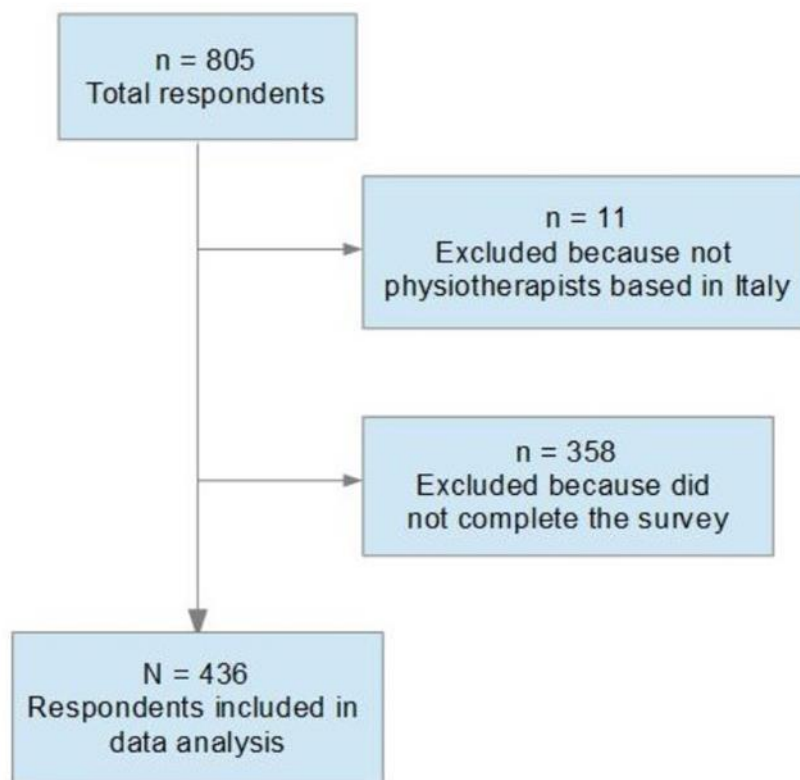 n = 805
Total respondents
n = 11
Excluded because not
physiotherapists based in Italy
n = 358
Excluded because did
not complete the survey
N = 436
Respondents included in
data analysis